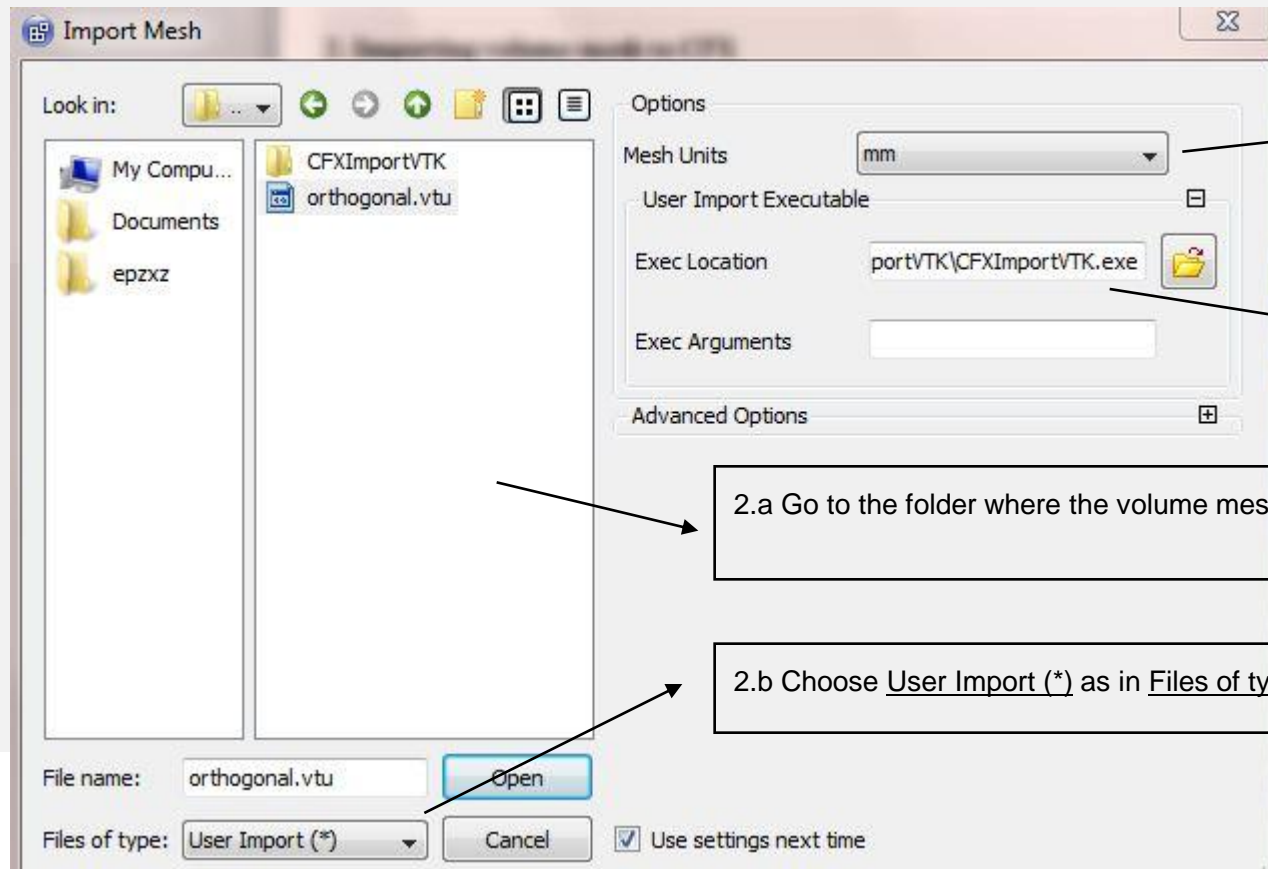 Import Mesh
Look in:
..
My Compu...
Documents
epzxz
CFXImportVTK
orthogonal.vtu
Options
Mesh Units
mm
User Import Executable
Exec Location
portVTK\CFXImportVTK.exe
Exec Arguments
Advanced Options
2.a Go to the folder where the volume mes
2.b Choose User Import (*) as in Files of ty
File name:
orthogonal.vtu
Open
Files of type:
User Import (*)
Cancel
Use settings next time